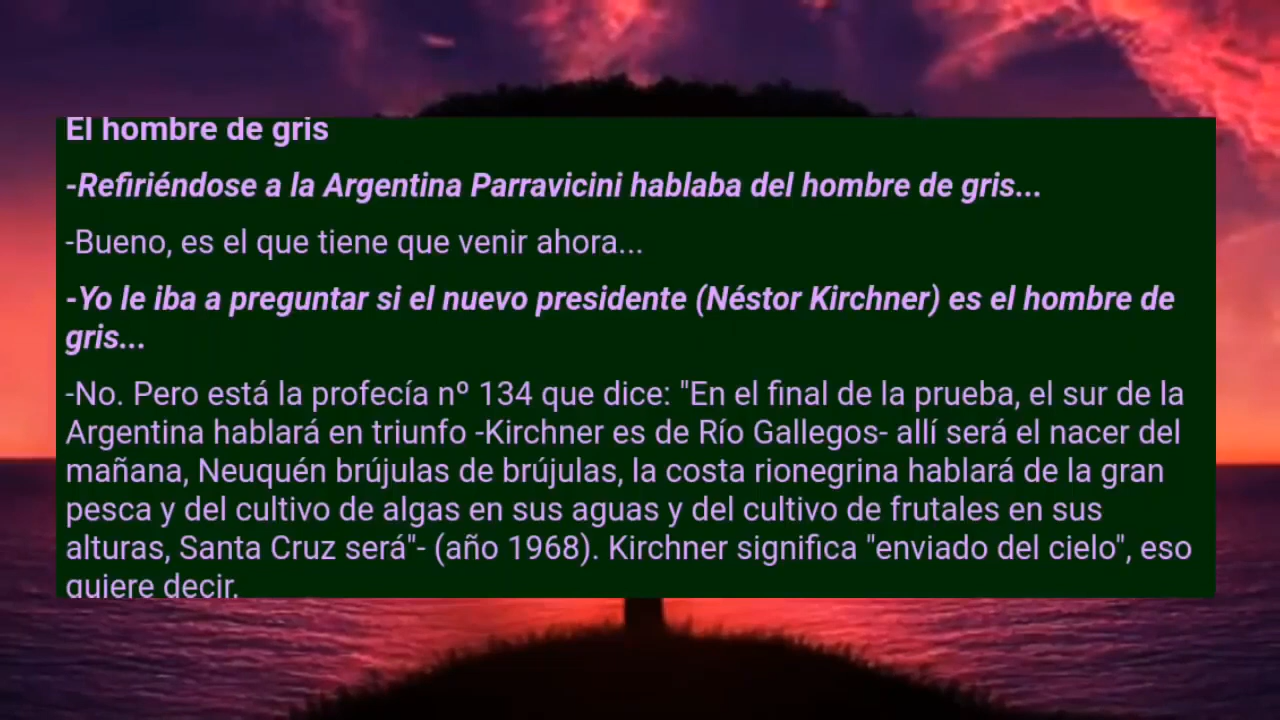 El hombre de gris
-Refiriéndose a la Argentina Parravicini hablaba del hombre de gris...
-Bueno, es el que tiene que venir ahora...
-Yo le iba a preguntar si el nuevo presidente (Néstor Kirchner) es el hombre de
gris...
-No. Pero está la profecía nº 134 que dice: "En el final de la prueba, el sur de la
Argentina hablará en triunfo -Kirchner es de Río Gallegos- allí será el nacer del
mañana, Neuquén brújulas de brújulas, la costa rionegrina hablará de la gran
pesca y del cultivo de algas en sus aguas y del cultivo de frutales en sus
alturas, Santa Cruz será"- (año 1968). Kirchner significa "enviado del cielo", eso
quiere decir.